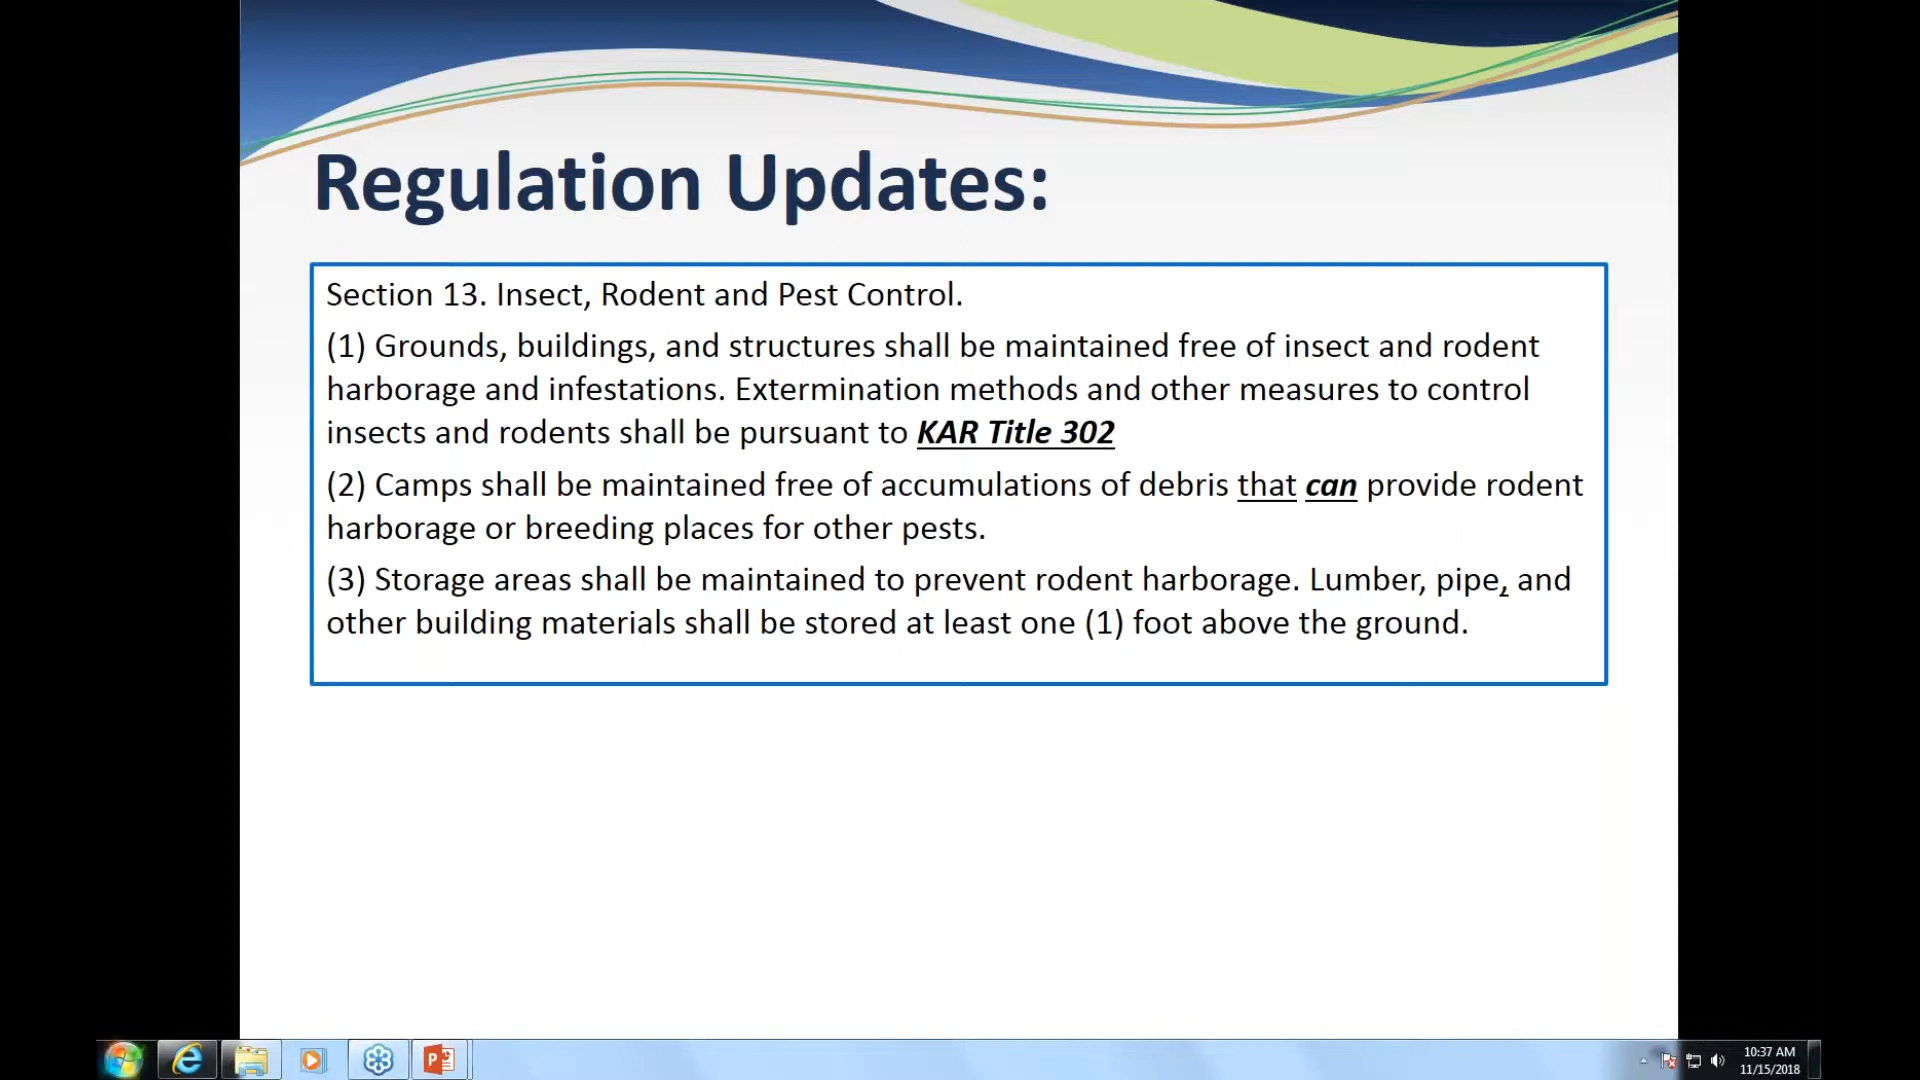 Regulation Updates:
Section 13. Insect, Rodent and Pest Control.
(1) Grounds, buildings, and structures shall be maintained free of insect and rodent
harborage and infestations. Extermination methods and other measures to control
insects and rodents shall be pursuant to KAR Title 302
(2) Camps shall be maintained free of accumulations of debris that can provide rodent
harborage or breeding places for other pests.
(3) Storage areas shall be maintained to prevent rodent harborage. Lumber, pipe, and
other building materials shall be stored at least one (1) foot above the ground.
10:37 AM
11/15/2018